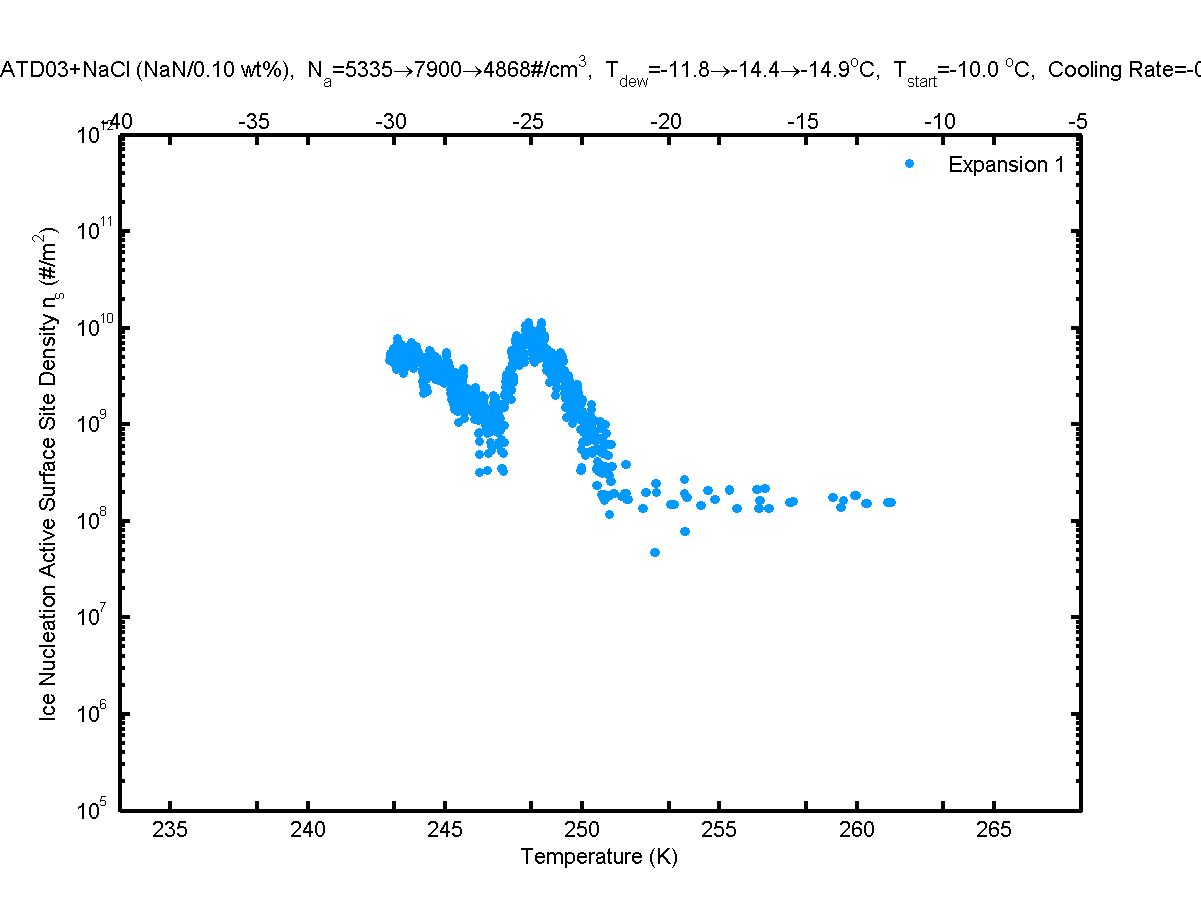 ATD03+NaCl (NaN/0.10 wt%), Nₐ=5335→7900→4868#/cm³, T_dew=-11.8→-14.4→-14.9°C, T_start=-10.0 °C, Cooling Rate=-0
-40 -35 -30 -25 -20 -15 -10 -5
10¹²
Expansion 1
10¹¹
10¹⁰
10⁹
10⁸
10⁷
10⁶
10⁵
Ice Nucleation Active Surface Site Density nₛ (#/m²)
235 240 245 250 255 260 265
Temperature (K)